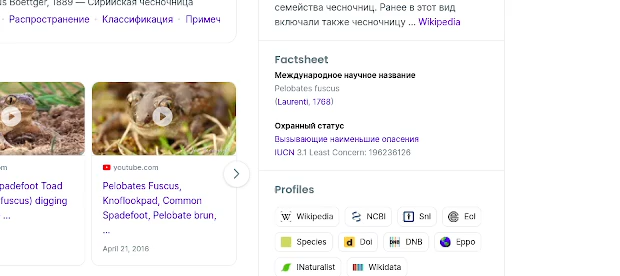 Boettger, 1889 — Сирийская чесночница
Распространение · Классификация · Примеч
youtube.com
padefoot Toad
fuscus) digging
...
Pelobates Fuscus,
Knoflookpad, Common
Spadefoot, Pelobate brun,
...
April 21, 2016
семейства чесночниц. Ранее в этот вид
включали также чесночницу ... Wikipedia
Factsheet
Международное научное название
Pelobates fuscus
(Laurenti, 1768)
Охранный статус
Вызывающие наименьшие опасения
IUCN 3.1 Least Concern: 196236126
Profiles
Wikipedia NCBI Snl Eol
Species Doi DNB Eppo
INaturalist Wikidata